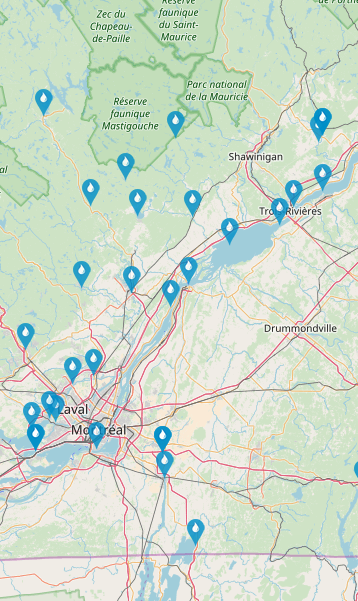 Zec du
Chapeau-
de-Paille
Réserve
faunique
du Saint-
Maurice
Parc national
de la Mauricie
Réserve
faunique
Mastigouche
Shawinigan
Trois-Rivières
Drummondville
Laval
Montréal